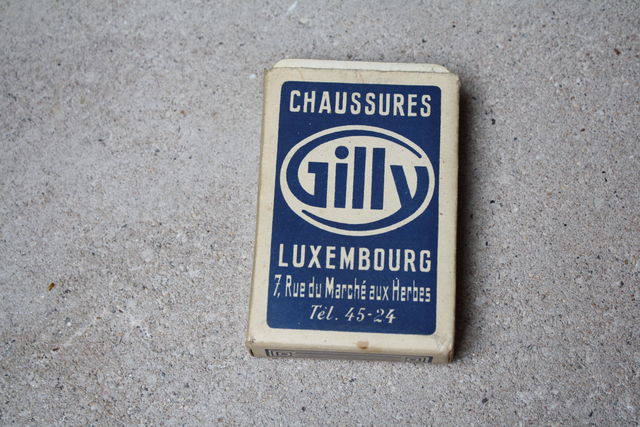 CHAUSSURES
Gilly
LUXEMBOURG
7, Rue du Marché aux Herbes
Tél. 45-24